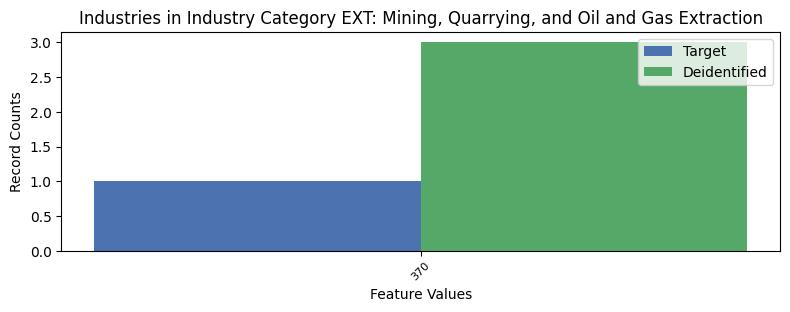 Industries in Industry Category EXT: Mining, Quarrying, and Oil and Gas Extraction
3.0
2.5
2.0
1.5
1.0
0.5
0.0
Record Counts
Target
Deidentified
370
Feature Values